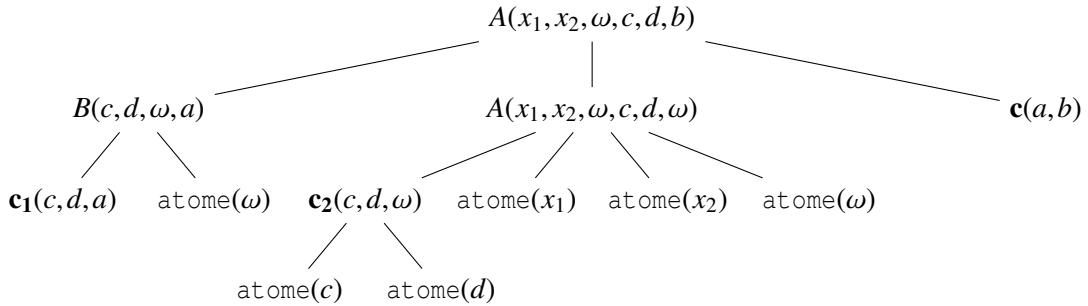 A(x₁, x₂, ω, c, d, b)
B(c, d, ω, a) A(x₁, x₂, ω, c, d, ω) c(a, b)
c₁(c, d, a) atome(ω) c₂(c, d, ω) atome(x₁) atome(x₂) atome(ω)
atome(c) atome(d)